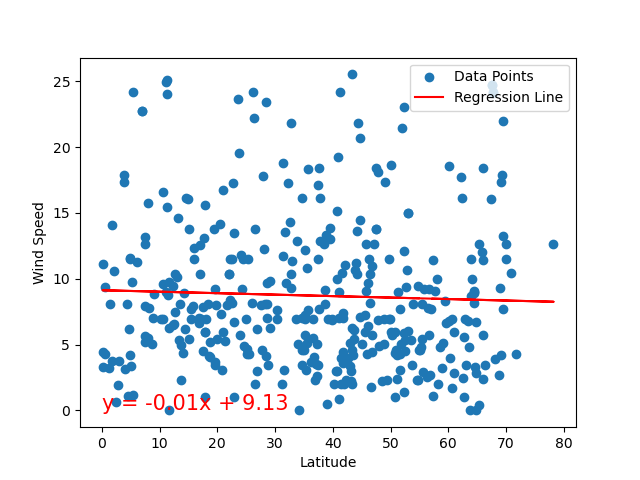 Data Points
Regression Line
25
20
15
10
5
0
Wind Speed
y = -0.01x + 9.13
0 10 20 30 40 50 60 70 80
Latitude